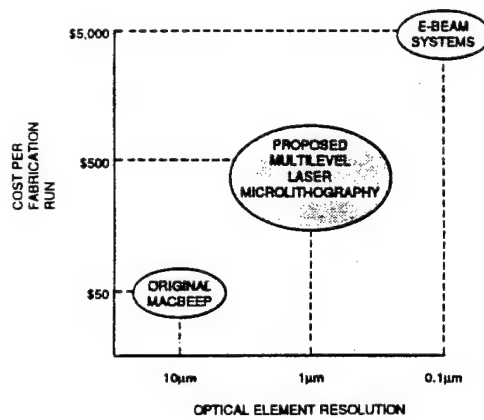 E-BEAM
SYSTEMS
$5,000
PROPOSED
MULTILEVEL
LASER
MICROLITHOGRAPHY
$500
COST PER
FABRICATION
RUN
ORIGINAL
MACBEEP
$50
10μm
1μm
0.1μm
OPTICAL ELEMENT RESOLUTION